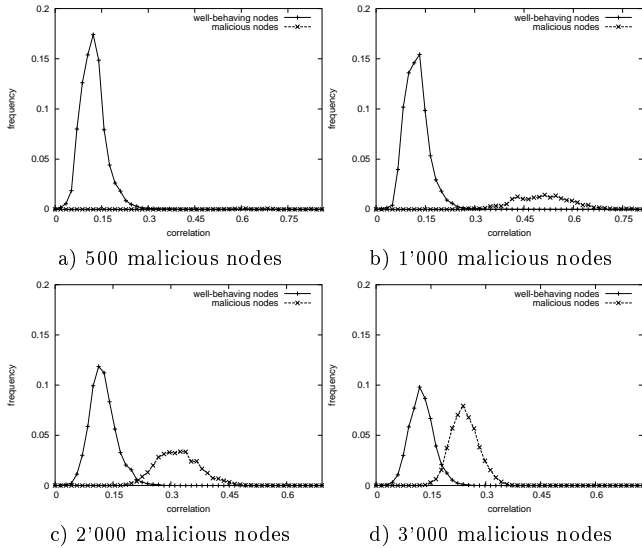 0.2
well-behaving nodes
malicious nodes
0.15
frequency
0.1
0.05
0
0 0.15 0.3 0.45 0.6 0.75
correlation
a) 500 malicious nodes
0.2
well-behaving nodes
malicious nodes
0.15
frequency
0.1
0.05
0
0 0.15 0.3 0.45 0.6 0.75
correlation
b) 1'000 malicious nodes
0.2
well-behaving nodes
malicious nodes
0.15
frequency
0.1
0.05
0
0 0.15 0.3 0.45 0.6
correlation
c) 2'000 malicious nodes
0.2
well-behaving nodes
malicious nodes
0.15
frequency
0.1
0.05
0
0 0.15 0.3 0.45 0.6
correlation
d) 3'000 malicious nodes